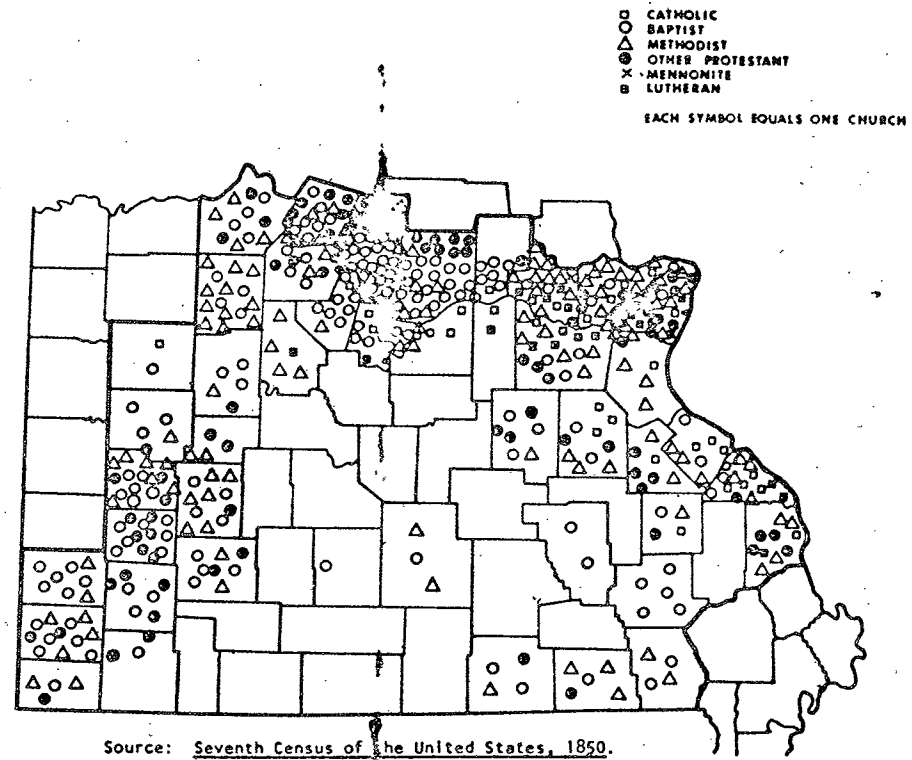 CATHOLIC
BAPTIST
METHODIST
OTHER PROTESTANT
MENNONITE
LUTHERAN
EACH SYMBOL EQUALS ONE CHURCH
Source: Seventh Census of the United States, 1850.